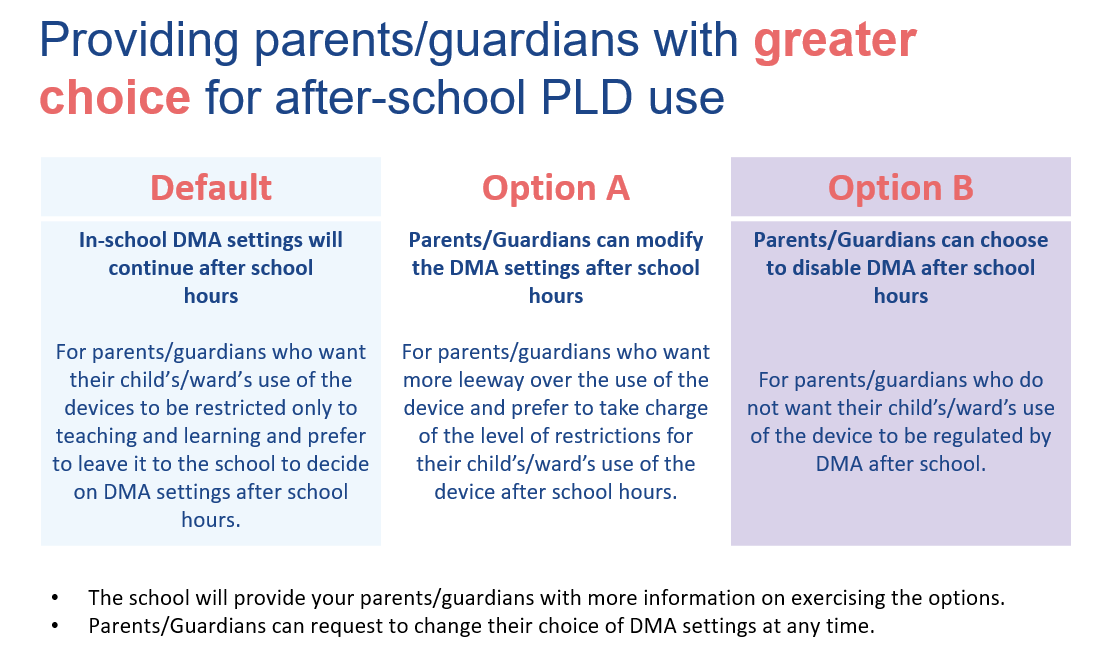 Providing parents/guardians with greater
choice for after-school PLD use
Default
In-school DMA settings will
continue after school
hours
For parents/guardians who want
their child's/ward's use of the
devices to be restricted only to
teaching and learning and prefer
to leave it to the school to decide
on DMA settings after school
hours.
Option A
Parents/Guardians can modify
the DMA settings after school
hours
For parents/guardians who want
more leeway over the use of the
device and prefer to take charge
of the level of restrictions for
their child's/ward's use of the
device after school hours.
Option B
Parents/Guardians can choose
to disable DMA after school
hours
For parents/guardians who do
not want their child's/ward's use
of the device to be regulated by
DMA after school.
• The school will provide your parents/guardians with more information on exercising the options.
• Parents/Guardians can request to change their choice of DMA settings at any time.